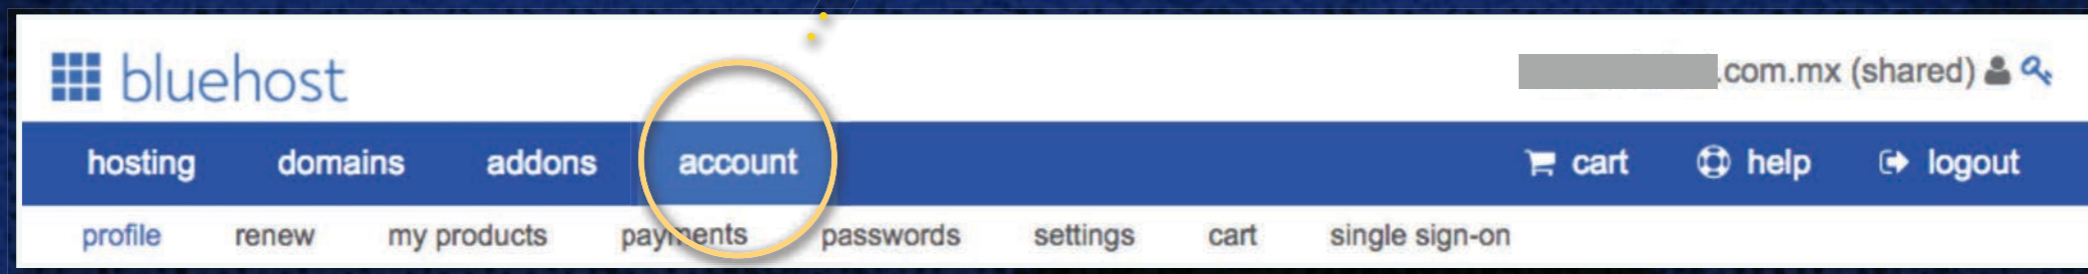 bluehost
.com.mx (shared)
hosting domains addons account cart help logout
profile renew my products payments passwords settings cart single sign-on